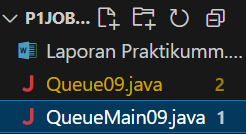 P1JOB...
Laporan Praktikumm....
Queue09.java 2
QueueMain09.java 1